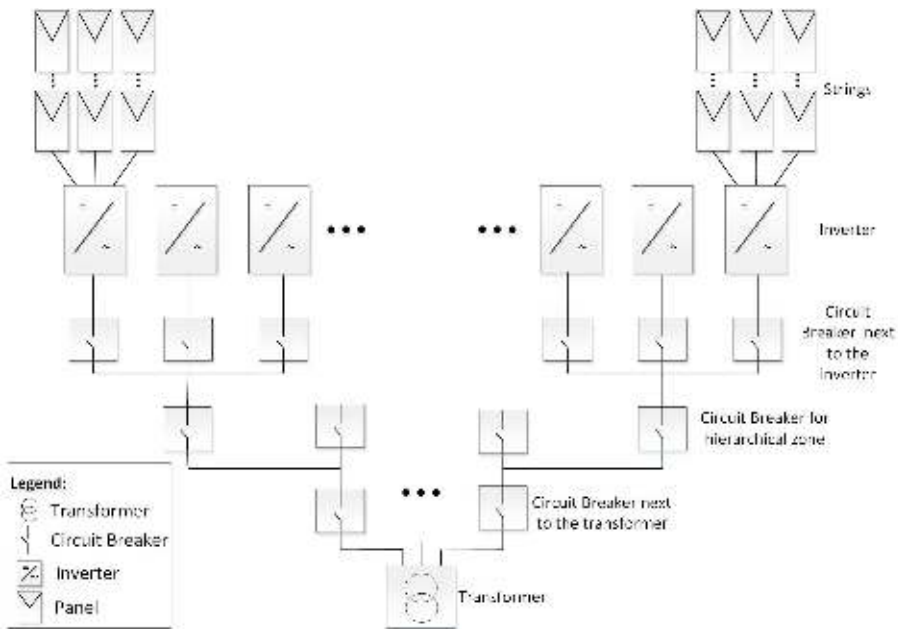 Strings
Inverter
Circuit
Breaker next
to the
Inverter
Circuit Breaker for
hierarchical zone
Circuit Breaker next
to the transformer
Transformer
Legend:
Transformer
Circuit Breaker
Inverter
Panel